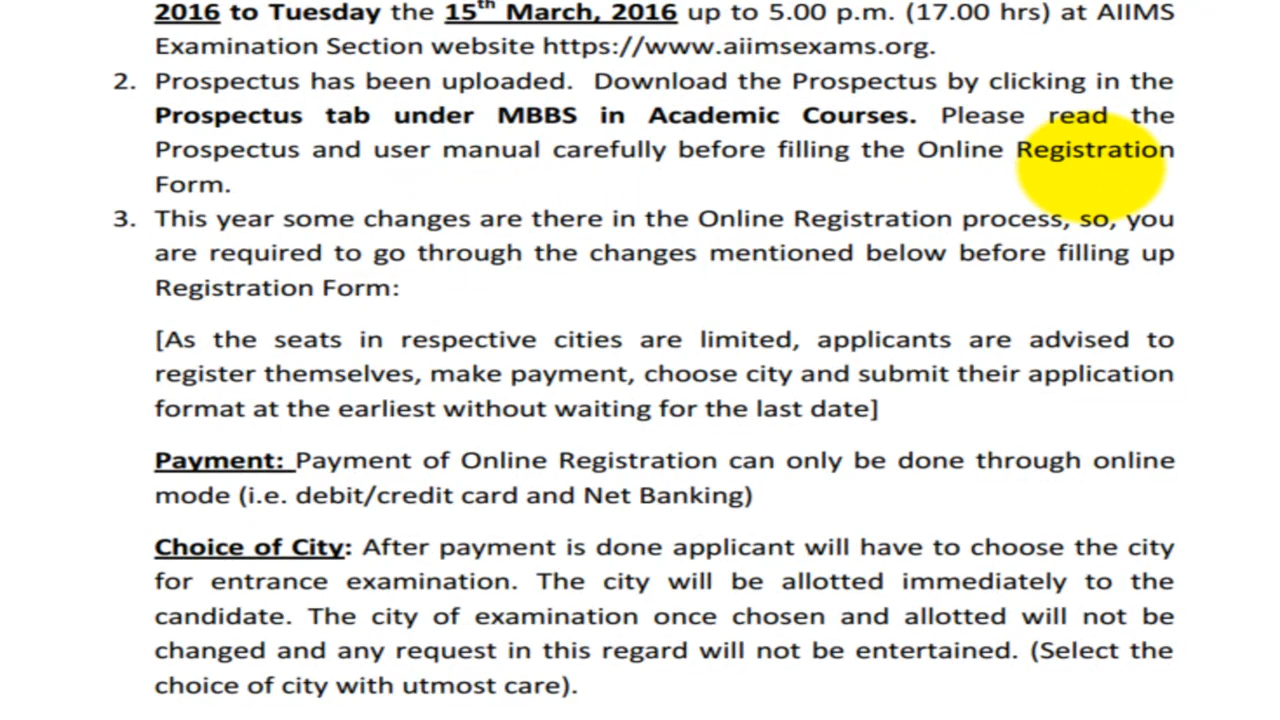 2016 to Tuesday the 15th March, 2016 up to 5.00 p.m. (17.00 hrs) at AIIMS
Examination Section website https://www.aiimsexams.org.
2. Prospectus has been uploaded. Download the Prospectus by clicking in the
Prospectus tab under MBBS in Academic Courses. Please read the
Prospectus and user manual carefully before filling the Online Registration
Form.
3. This year some changes are there in the Online Registration process, so, you
are required to go through the changes mentioned below before filling up
Registration Form:
[As the seats in respective cities are limited, applicants are advised to
register themselves, make payment, choose city and submit their application
format at the earliest without waiting for the last date]
Payment: Payment of Online Registration can only be done through online
mode (i.e. debit/credit card and Net Banking)
Choice of City: After payment is done applicant will have to choose the city
for entrance examination. The city will be allotted immediately to the
candidate. The city of examination once chosen and allotted will not be
changed and any request in this regard will not be entertained. (Select the
choice of city with utmost care).